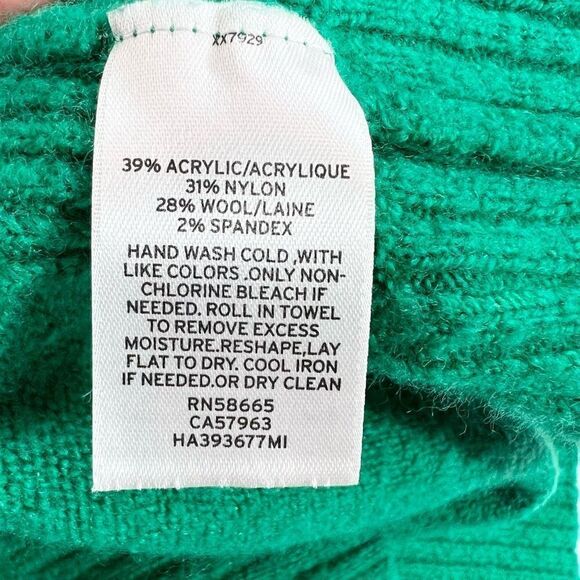 XX7929
39% ACRYLIC/ACRYLIQUE
31% NYLON
28% WOOL/LAINE
2% SPANDEX
HAND WASH COLD ,WITH
LIKE COLORS .ONLY NON-
CHLORINE BLEACH IF
NEEDED. ROLL IN TOWEL
TO REMOVE EXCESS
MOISTURE.RESHAPE,LAY
FLAT TO DRY. COOL IRON
IF NEEDED.OR DRY CLEAN
RN58665
CA57963
HA393677MI